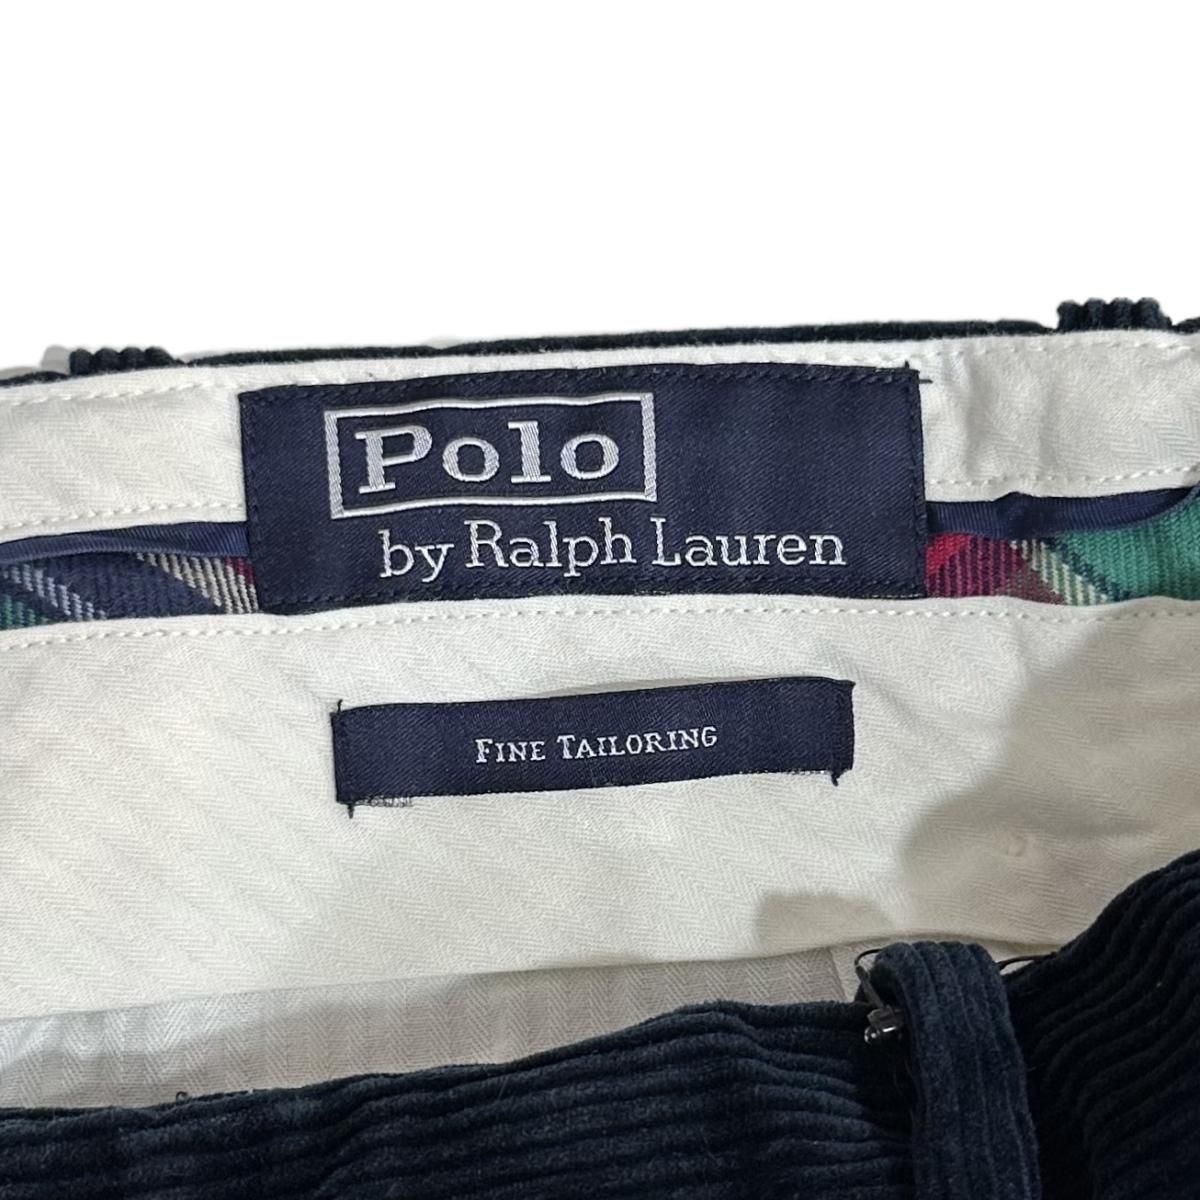 Polo
by Ralph Lauren
FINE TAILORING